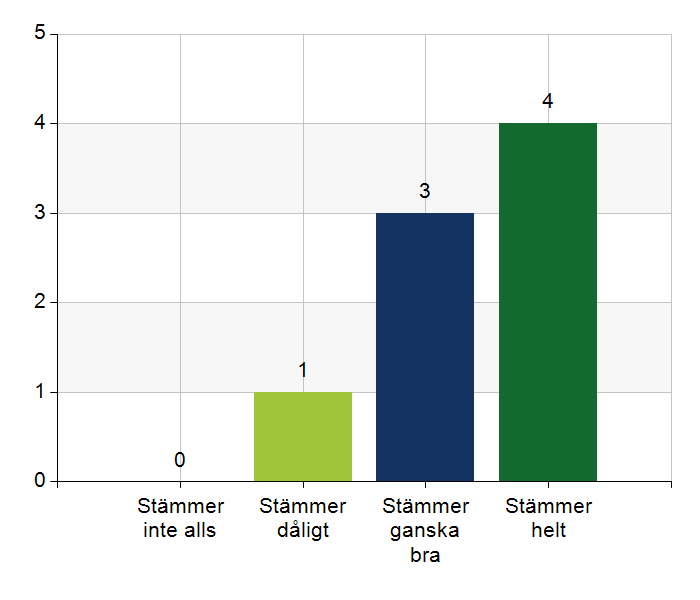 5
4
4
3
3
2
1
1
0
0
Stämmer
inte alls
Stämmer
dåligt
Stämmer
ganska
bra
Stämmer
helt